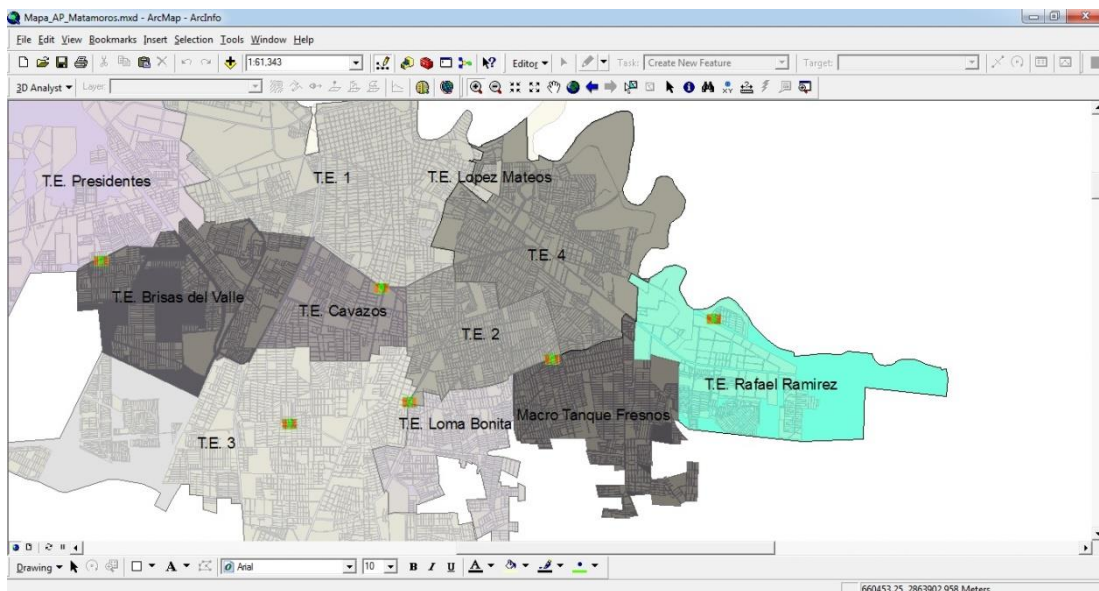 Mapa_AP_Matamoros.mxd - ArcMap - ArcInfo
File Edit View Bookmarks Insert Selection Tools Window Help
1:61,343 Editor Task: Create New Feature Target:
3D Analyst Layer:
T.E. Presidentes
T.E. 1
T.E. Lopez Mateos
T.E. 4
T.E. Brisas del Valle
T.E. Cavazos
T.E. 2
T.E. Rafael Ramirez
Macro Tanque Fresnos
T.E. Loma Bonita
T.E. 3
Drawing A Arial 10 B I U A
660453.25 2863902.958 Meters